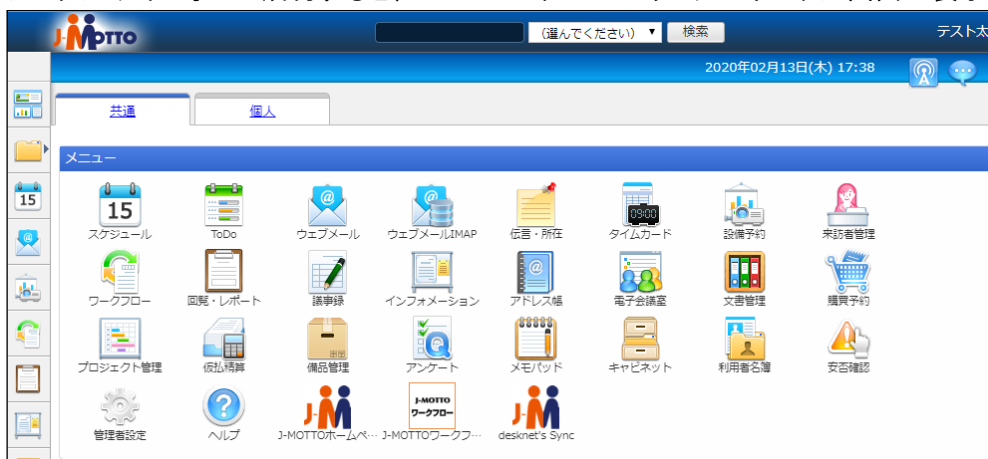 J-MOTTO
(選んでください) ▼ 検索 テスト太
2020年02月13日(木) 17:38
共通 個人
メニュー
15 15 @ @ 09:00
スケジュール ToDo ウェブメール ウェブメールIMAP 伝言・所在 タイムカード 設備予約 来訪者管理
@
ワークフロー 回覧・レポート 議事録 インフォメーション アドレス帳 電子会議室 文書管理 購買予約
プロジェクト管理 仮払精算 備品管理 アンケート メモパッド キャビネット 利用者名簿 安否確認
J-MOTTO
ワークフロー
管理者設定 ヘルプ J-MOTTOホームペ… J-MOTTOワークフ… desknet's Sync